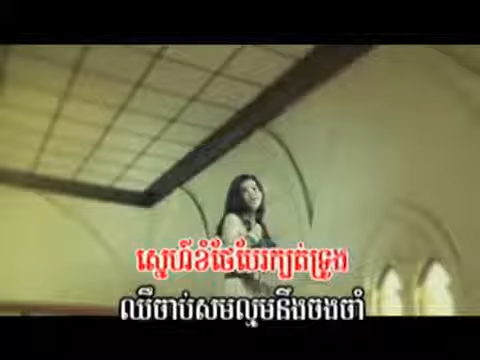 ស្នេហ៍ខំថែបែរក្បត់ទ្រូង
ឈឺចាប់សមល្មមនឹងចងចាំ